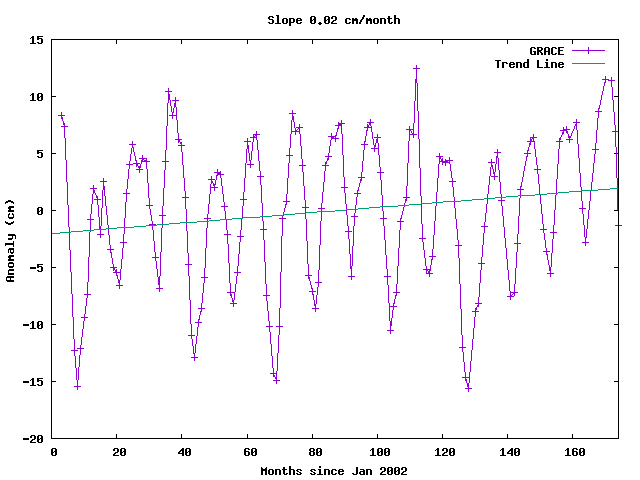 Slope 0.02 cm/month
GRACE
Trend Line
15
10
5
0
-5
-10
-15
-20
Anomaly (cm)
0 20 40 60 80 100 120 140 160
Months since Jan 2002